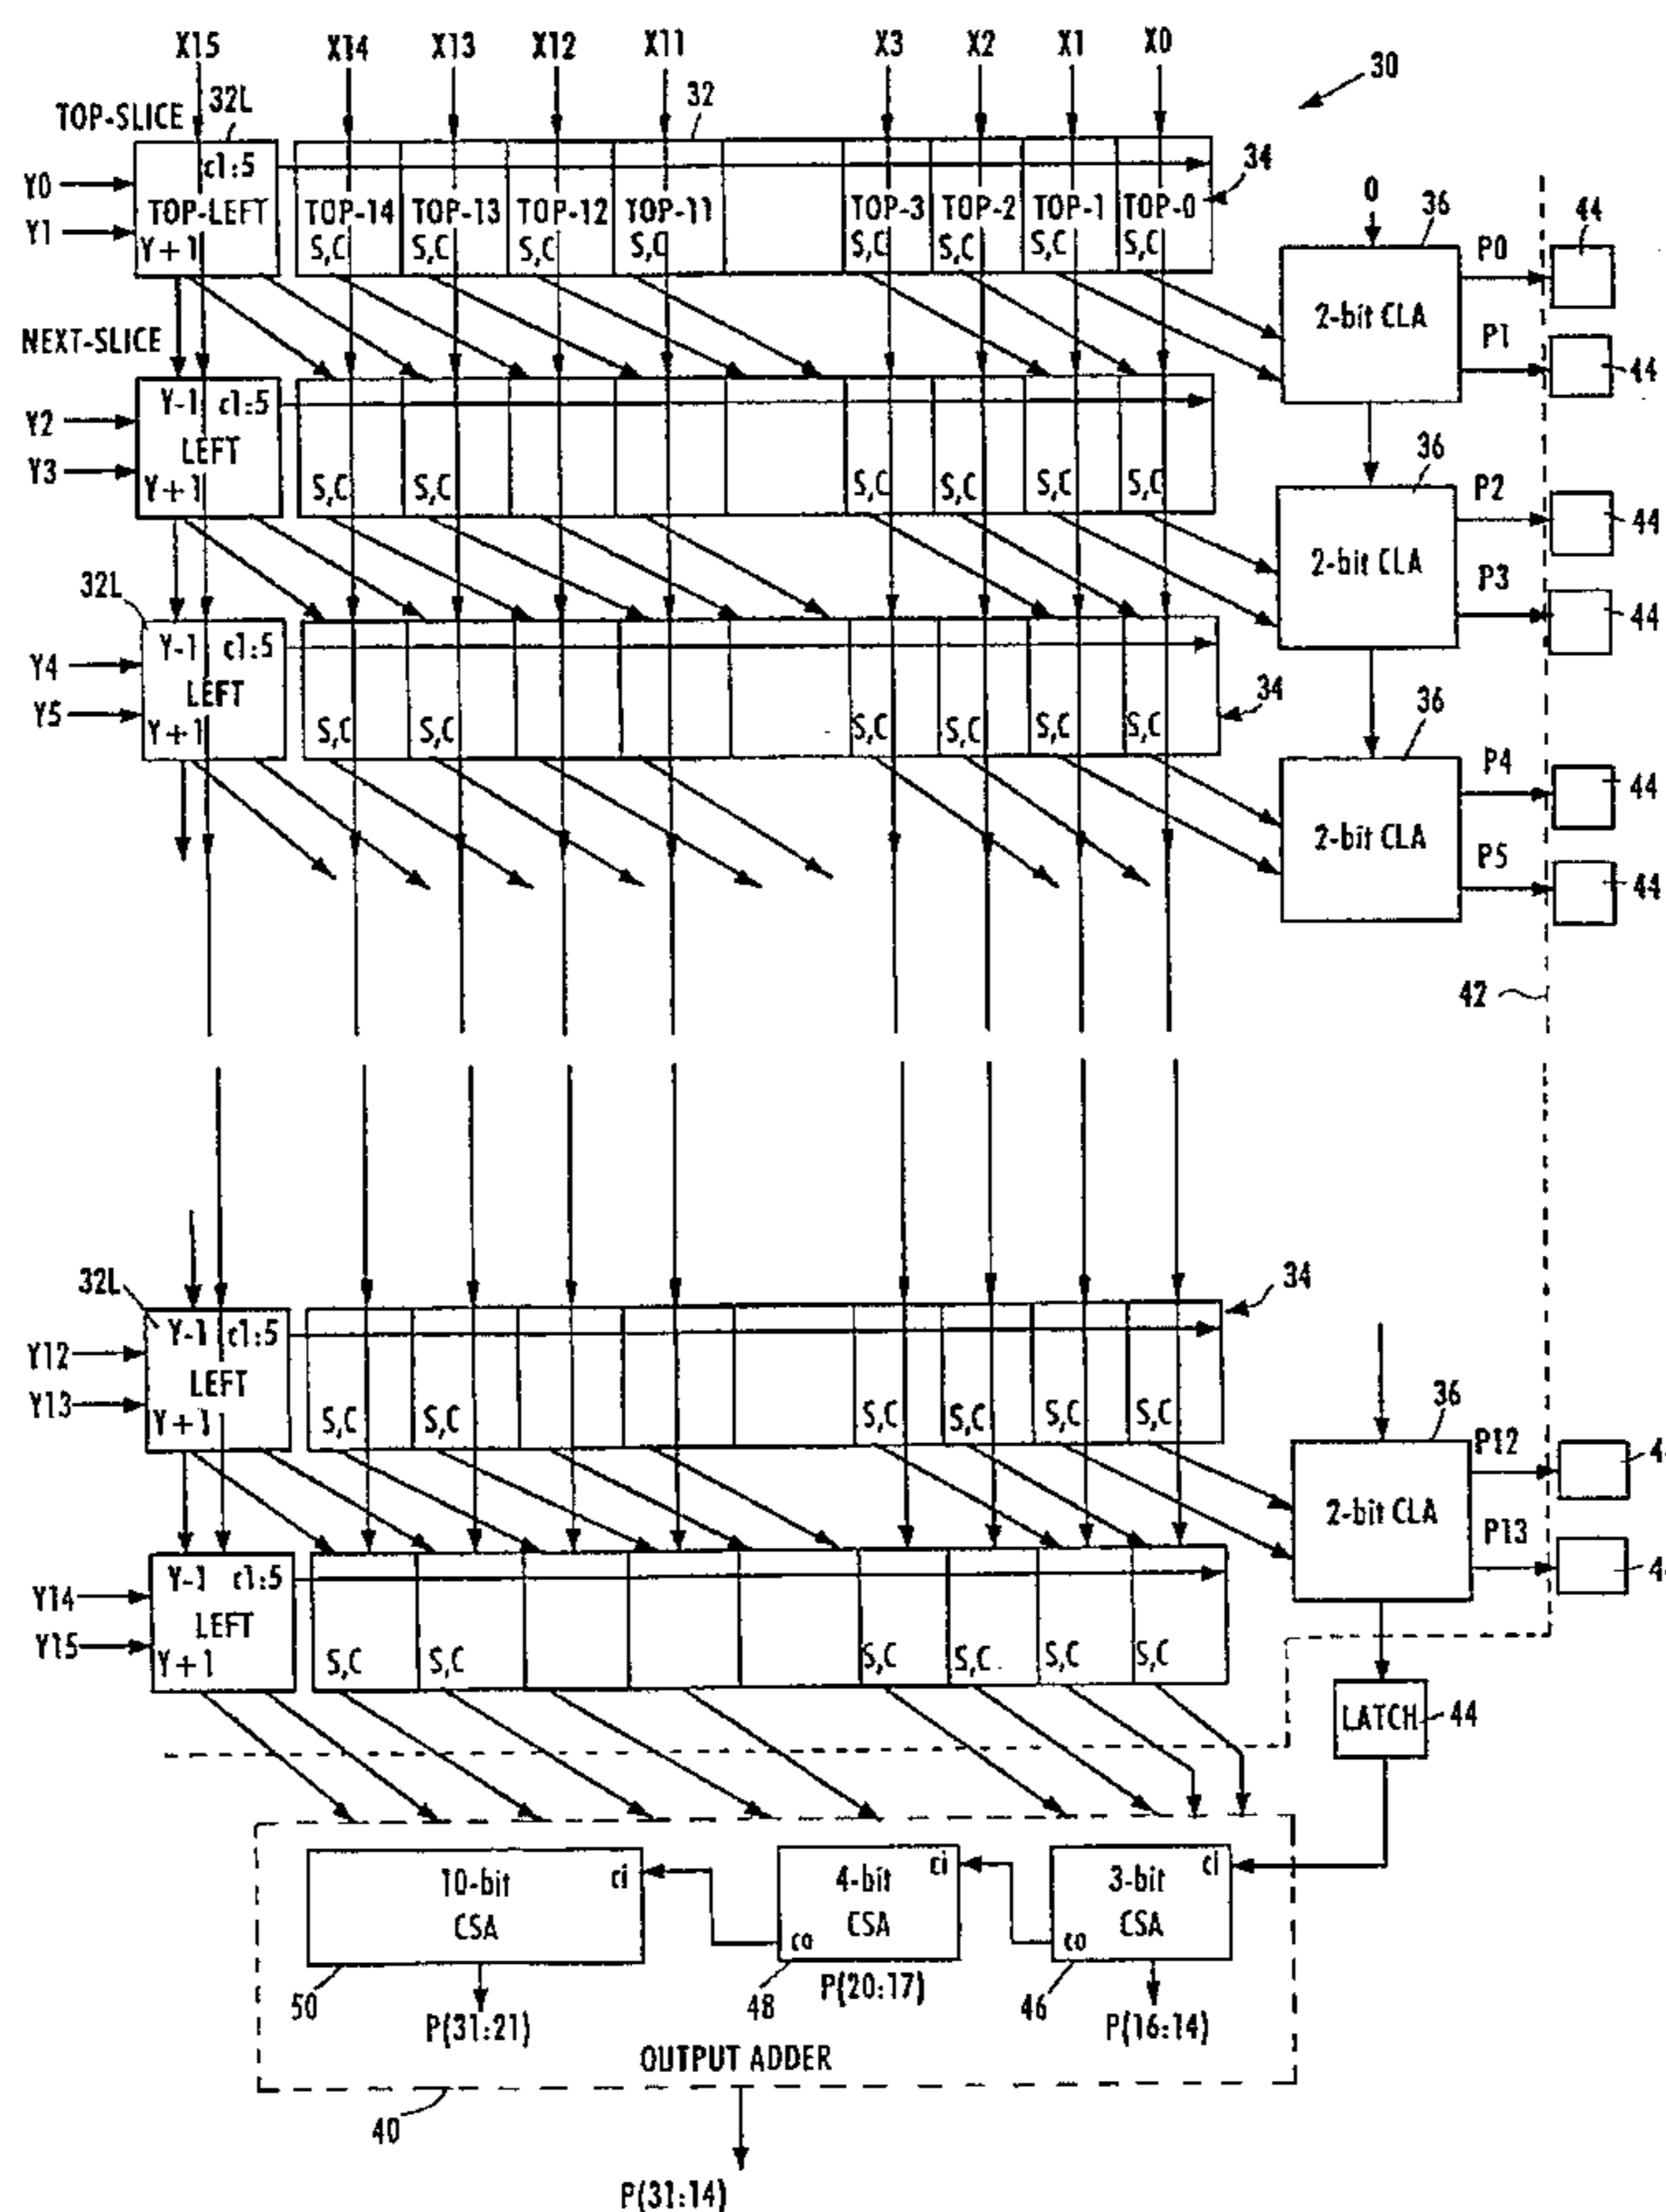 X15 X14 X13 X12 X11 X3 X2 X1 X0
30
TOP-SLICE 32L 32
c1:5 34
Y0 TOP-LEFT TOP-14 TOP-13 TOP-12 TOP-11 TOP-3 TOP-2 TOP-1 TOP-0 0 36 44
Y1 Y+1 S,C S,C S,C S,C S,C S,C S,C S,C P0
2-bit CLA
P1
NEXT-SLICE 44
Y-1 c1:5
Y2 LEFT 36
Y3 Y+1 S,C S,C S,C S,C S,C S,C P2
44
2-bit CLA
P3
32L 44
Y-1 c1:5
Y4 LEFT 34
Y5 Y+1 S,C S,C S,C S,C S,C S,C 36
P4
44
2-bit CLA
P5
44
42
32L 34
Y-1 c1:5
Y12 LEFT 36
Y13 Y+1 S,C S,C S,C S,C S,C S,C P12
4
2-bit CLA
P13
4
Y-1 c1:5
Y14 LEFT
Y15 Y+1 S,C S,C S,C S,C S,C S,C
LATCH 44
10-bit ci 4-bit ci 3-bit ci
CSA CSA CSA
co co
50 48 P(20:17) 46
P(31:21) P(16:14)
OUTPUT ADDER
40
P(31:14)